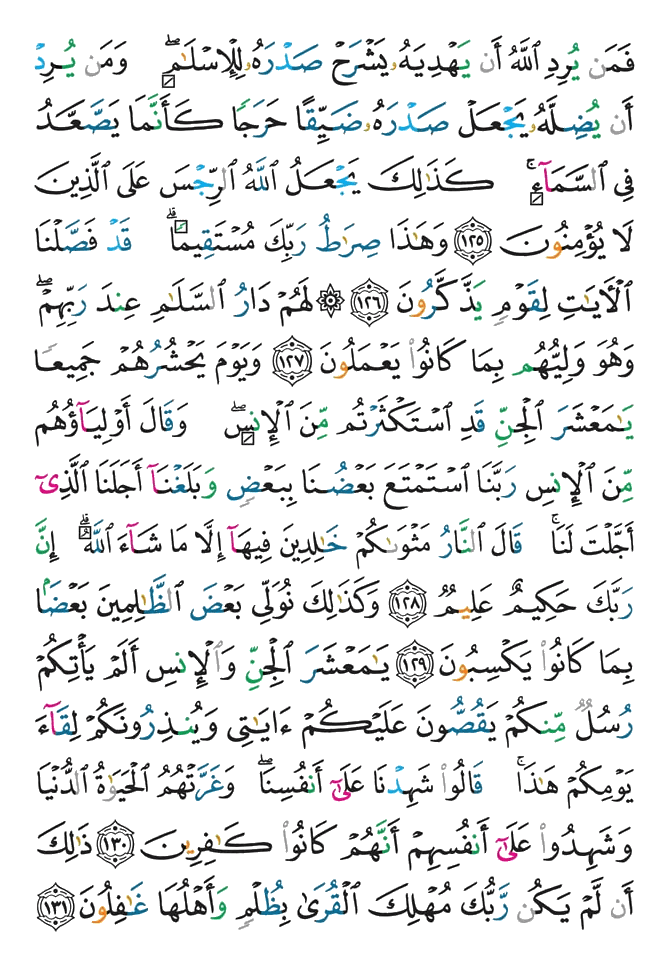 فَمَن يُرِدِ ٱللَّهُ أَن يَهْدِيَهُۥ يَشْرَحْ صَدْرَهُۥ لِلْإِسْلَٰمِۖ وَمَن يُرِدْ
أَن يُضِلَّهُۥ يَجْعَلْ صَدْرَهُۥ ضَيِّقًا حَرَجًا كَأَنَّمَا يَصَّعَّدُ
فِى ٱلسَّمَآءِۚ كَذَٰلِكَ يَجْعَلُ ٱللَّهُ ٱلرِّجْسَ عَلَى ٱلَّذِينَ
لَا يُؤْمِنُونَ ١٢٥ وَهَٰذَا صِرَٰطُ رَبِّكَ مُسْتَقِيمًاۗ قَدْ فَصَّلْنَا
ٱلْءَايَٰتِ لِقَوْمٍ يَذَّكَّرُونَ ١٢٦ ۞ لَهُمْ دَارُ ٱلسَّلَٰمِ عِندَ رَبِّهِمْۖ
وَهُوَ وَلِيُّهُم بِمَا كَانُوا۟ يَعْمَلُونَ ١٢٧ وَيَوْمَ يَحْشُرُهُمْ جَمِيعًا
يَٰمَعْشَرَ ٱلْجِنِّ قَدِ ٱسْتَكْثَرْتُم مِّنَ ٱلْإِنسِۖ وَقَالَ أَوْلِيَآؤُهُم
مِّنَ ٱلْإِنسِ رَبَّنَا ٱسْتَمْتَعَ بَعْضُنَا بِبَعْضٍ وَبَلَغْنَآ أَجَلَنَا ٱلَّذِىٓ
أَجَّلْتَ لَنَاۚ قَالَ ٱلنَّارُ مَثْوَىٰكُمْ خَٰلِدِينَ فِيهَآ إِلَّا مَا شَآءَ ٱللَّهُۗ إِنَّ
رَبَّكَ حَكِيمٌ عَلِيمٌ ١٢٨ وَكَذَٰلِكَ نُوَلِّى بَعْضَ ٱلظَّٰلِمِينَ بَعْضًۢا
بِمَا كَانُوا۟ يَكْسِبُونَ ١٢٩ يَٰمَعْشَرَ ٱلْجِنِّ وَٱلْإِنسِ أَلَمْ يَأْتِكُمْ
رُسُلٌ مِّنكُمْ يَقُصُّونَ عَلَيْكُمْ ءَايَٰتِى وَيُنذِرُونَكُمْ لِقَآءَ
يَوْمِكُمْ هَٰذَاۚ قَالُوا۟ شَهِدْنَا عَلَىٰٓ أَنفُسِنَاۖ وَغَرَّتْهُمُ ٱلْحَيَوٰةُ ٱلدُّنْيَا
وَشَهِدُوا۟ عَلَىٰٓ أَنفُسِهِمْ أَنَّهُمْ كَانُوا۟ كَٰفِرِينَ ١٣٠ ذَٰلِكَ
أَن لَّمْ يَكُن رَّبُّكَ مُهْلِكَ ٱلْقُرَىٰ بِظُلْمٍ وَأَهْلُهَا غَٰفِلُونَ ١٣١